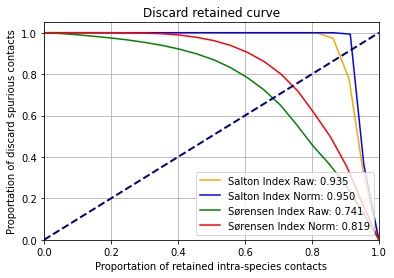 Discard retained curve
Proportation of discard spurious contacts
1.0
0.8
0.6
0.4
0.2
0.0
Salton Index Raw: 0.935
Salton Index Norm: 0.950
Sørensen Index Raw: 0.741
Sørensen Index Norm: 0.819
0.0 0.2 0.4 0.6 0.8 1.0
Proportation of retained intra-species contacts